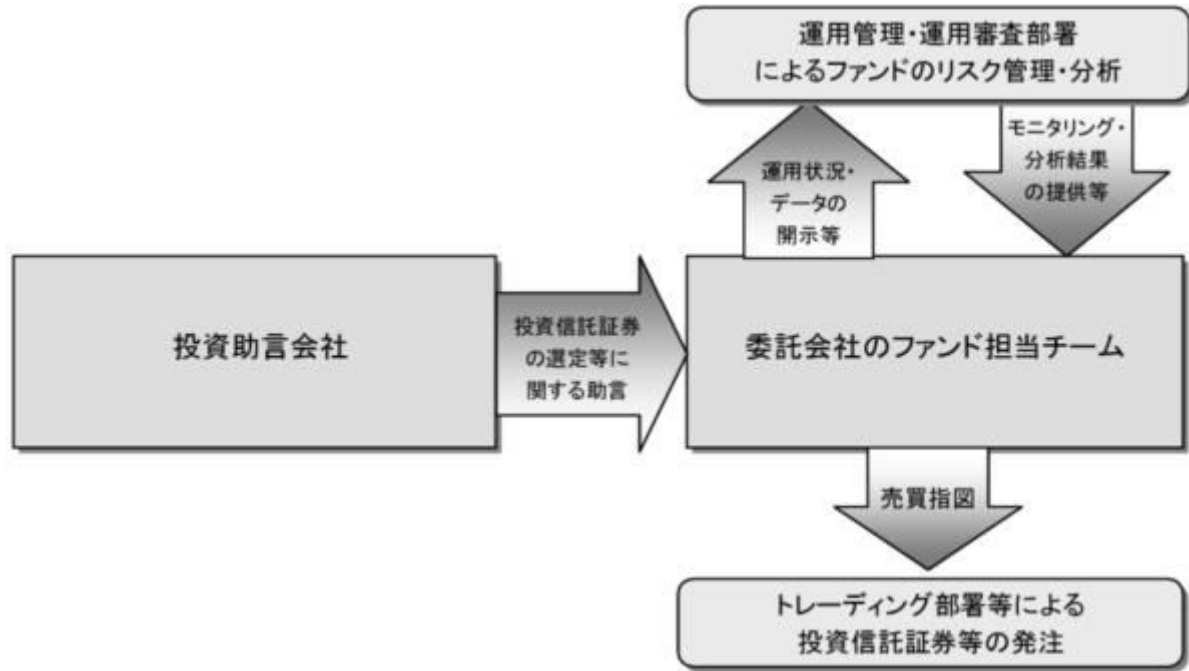 運用管理・運用審査部署
によるファンドのリスク管理・分析
運用状況・
データの
開示等
モニタリング・
分析結果
の提供等
投資助言会社
投資信託証券
の選定等に
関する助言
委託会社のファンド担当チーム
売買指図
トレーディング部署等による
投資信託証券等の発注